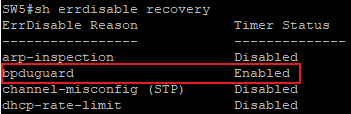 SW5#sh errdisable recovery
ErrDisable Reason            Timer Status
-----------------            --------------
arp-inspection               Disabled
bpduguard                    Enabled
channel-misconfig (STP)      Disabled
dhcp-rate-limit              Disabled